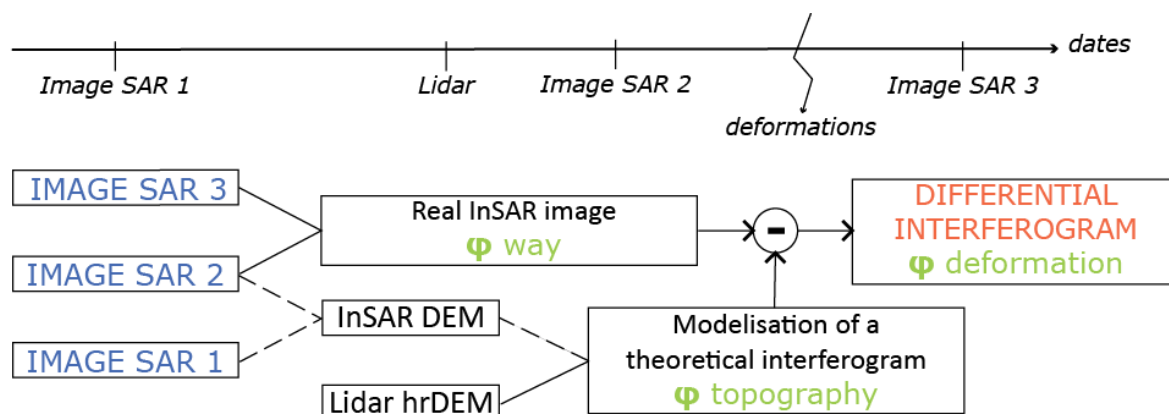 dates
Image SAR 1
Lidar
Image SAR 2
Image SAR 3
deformations
IMAGE SAR 3
Real InSAR image
φ way
-
DIFFERENTIAL
INTERFEROGRAM
φ deformation
IMAGE SAR 2
InSAR DEM
Modelisation of a
theoretical interferogram
φ topography
IMAGE SAR 1
Lidar hrDEM